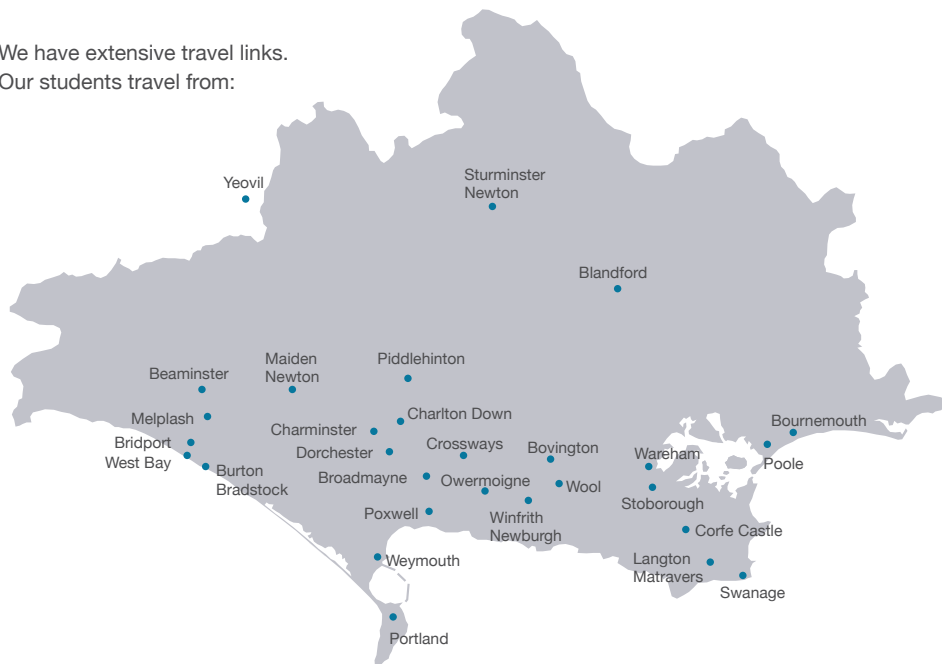 We have extensive travel links.
Our students travel from:
Yeovil
Sturminster
Newton
Blandford
Maiden
Newton
Piddlehinton
Beaminster
Melplash
Charlton Down
Bournemouth
Charminster
Bridport
Crossways
Bovington
Dorchester
Wareham
West Bay
Poole
Burton
Bradstock
Broadmayne
Owermoigne
Wool
Stoborough
Poxwell
Winfrith
Newburgh
Corfe Castle
Weymouth
Langton
Matravers
Swanage
Portland